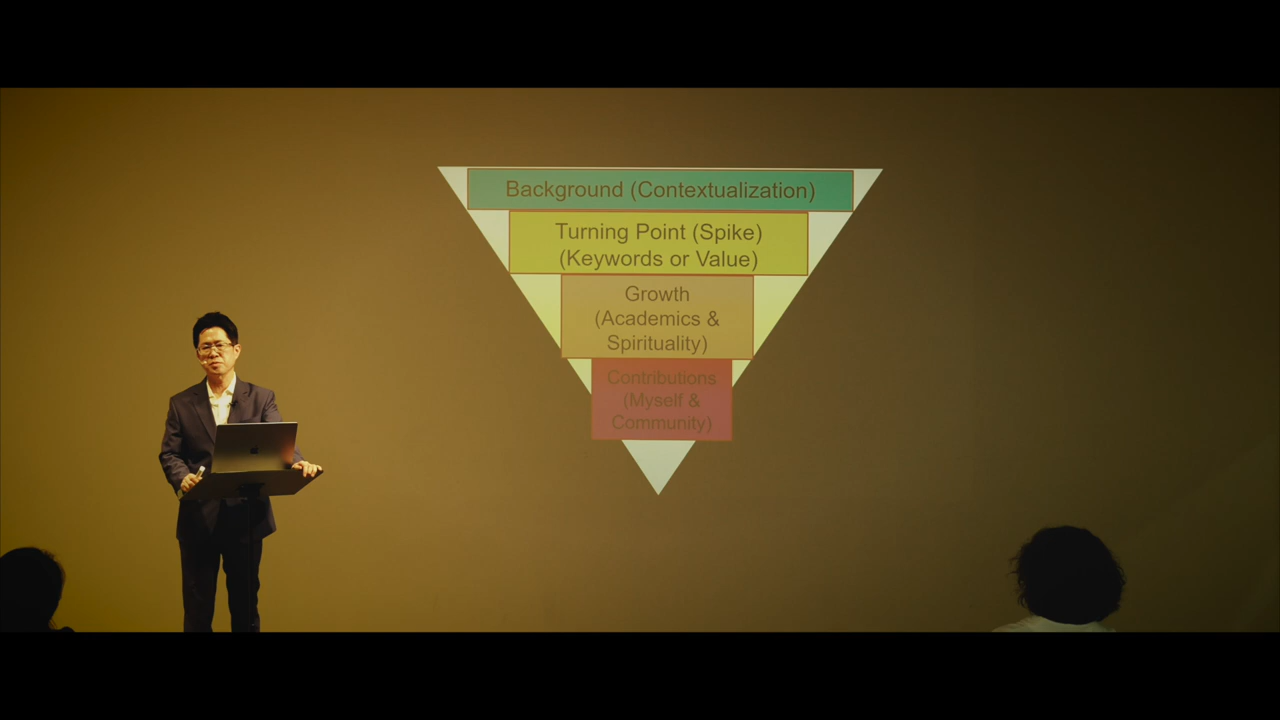 Background (Contextualization)
Turning Point (Spike)
(Keywords or Value)
Growth
(Academics &
Spirituality)
Contributions
(Myself &
Community)